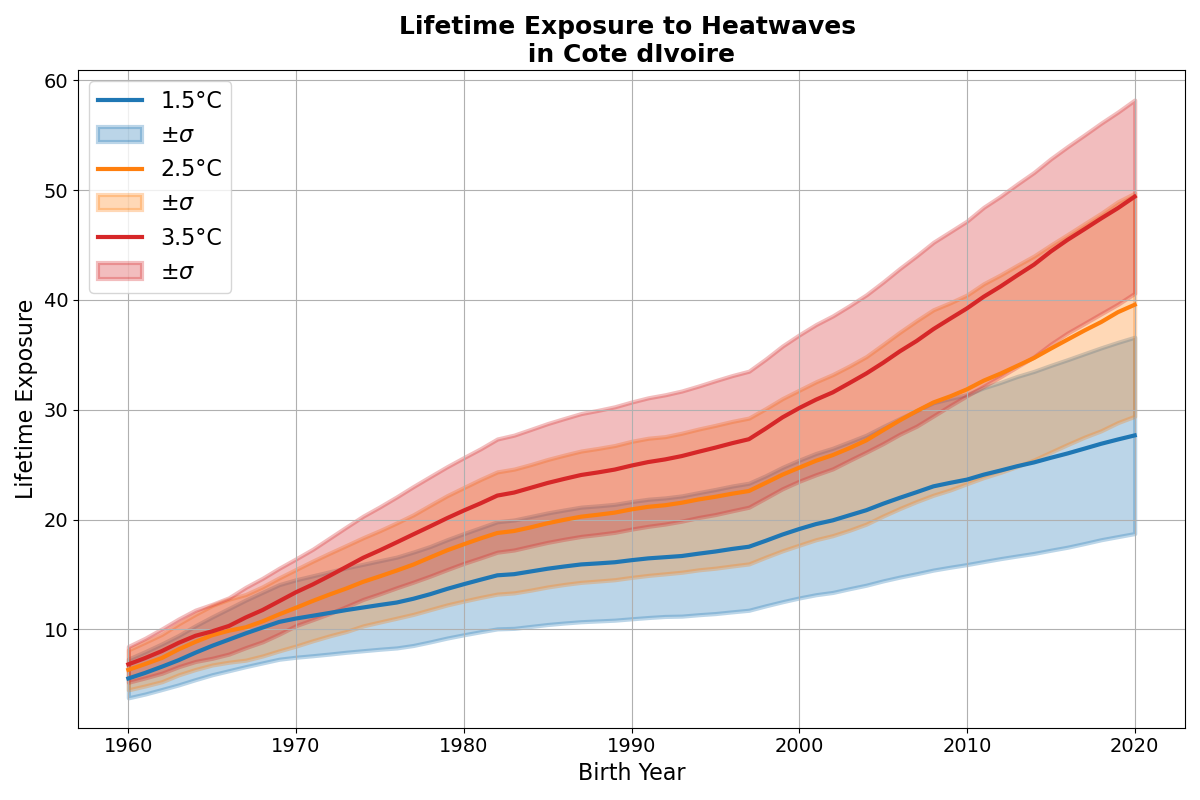 Lifetime Exposure to Heatwaves
in Cote dIvoire
1.5°C
±σ
2.5°C
±σ
3.5°C
±σ
Lifetime Exposure
60
50
40
30
20
10
1960 1970 1980 1990 2000 2010 2020
Birth Year